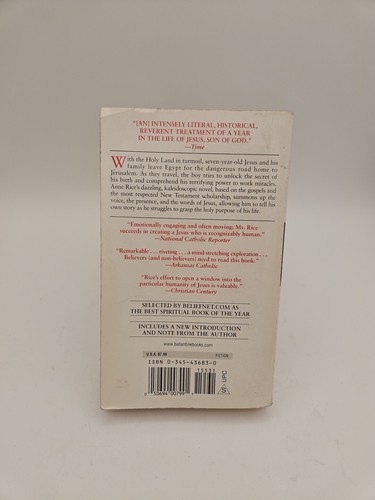 "[AN] INTENSELY LITERAL, HISTORICAL,
REVERENT TREATMENT OF A YEAR
IN THE LIFE OF JESUS, SON OF GOD."
—Time
With the Holy Land in turmoil, seven-year-old Jesus and his
family leave Egypt for the dangerous road home to
Jerusalem. As they travel, the boy tries to unlock the secret of
his birth and comprehend his terrifying power to work miracles.
Anne Rice's dazzling, kaleidoscopic novel, based on the gospels and
the most respected New Testament scholarship, summons up the
voice, the presence, and the words of Jesus, allowing him to tell his
own story as he struggles to grasp the holy purpose of his life.
"Emotionally engaging and often moving; Ms. Rice
succeeds in creating a Jesus who is recognizably human."
—National Catholic Reporter
"Remarkable . . . riveting . . . a mind-stretching exploration . . .
Believers (and non-believers) need to read this book."
—Arkansas Catholic
"Rice's effort to open a window into the
particular humanity of Jesus is valuable."
—Christian Century
SELECTED BY BELIEFNET.COM AS
THE BEST SPIRITUAL BOOK OF THE YEAR
INCLUDES A NEW INTRODUCTION
AND NOTE FROM THE AUTHOR
www.ballantinebooks.com
U.S.A. $7.99
FICTION
ISBN 0-345-43683-0
15531
UPC